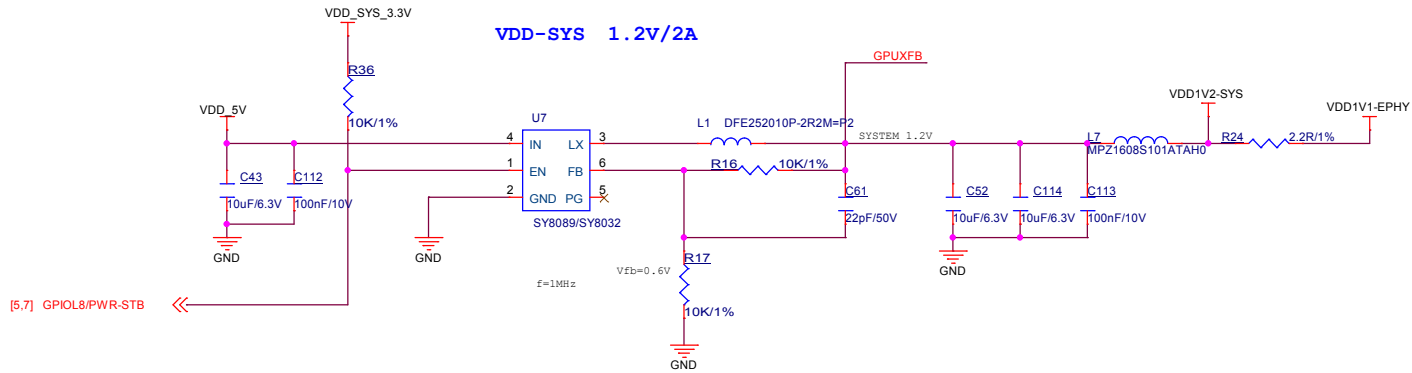 VDD_SYS_3.3V
VDD-SYS 1.2V/2A
R36
10K/1%
VDD_5V
C43
10uF/6.3V
C112
100nF/10V
GND
[5,7] GPIOL8/PWR-STB
U7
4 IN LX 3
1 EN FB 6
2 GND PG 5
SY8089/SY8032
GND
f=1MHz
L1 DFE252010P-2R2M=P2
R16 10K/1%
Vfb=0.6V
R17
10K/1%
GND
GPUXFB
SYSTEM 1.2V
C61
22pF/50V
C52
10uF/6.3V
C114
10uF/6.3V
C113
100nF/10V
GND
L7
MPZ1608S101ATAH0
VDD1V2-SYS
R24 2.2R/1%
VDD1V1-EPHY